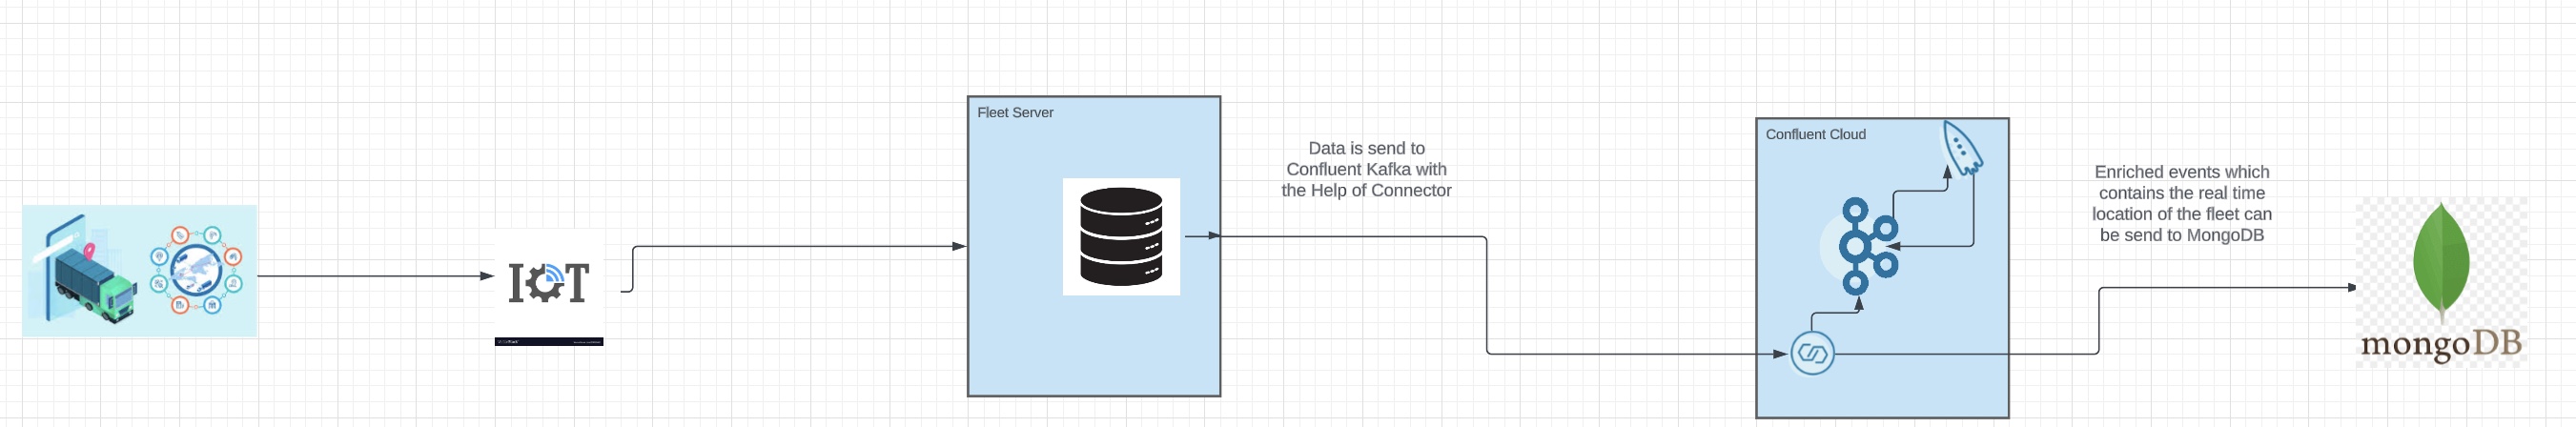 IoT
Fleet Server
Data is send to
Confluent Kafka with
the Help of Connector
Confluent Cloud
Enriched events which
contains the real time
location of the fleet can
be send to MongoDB
mongoDB